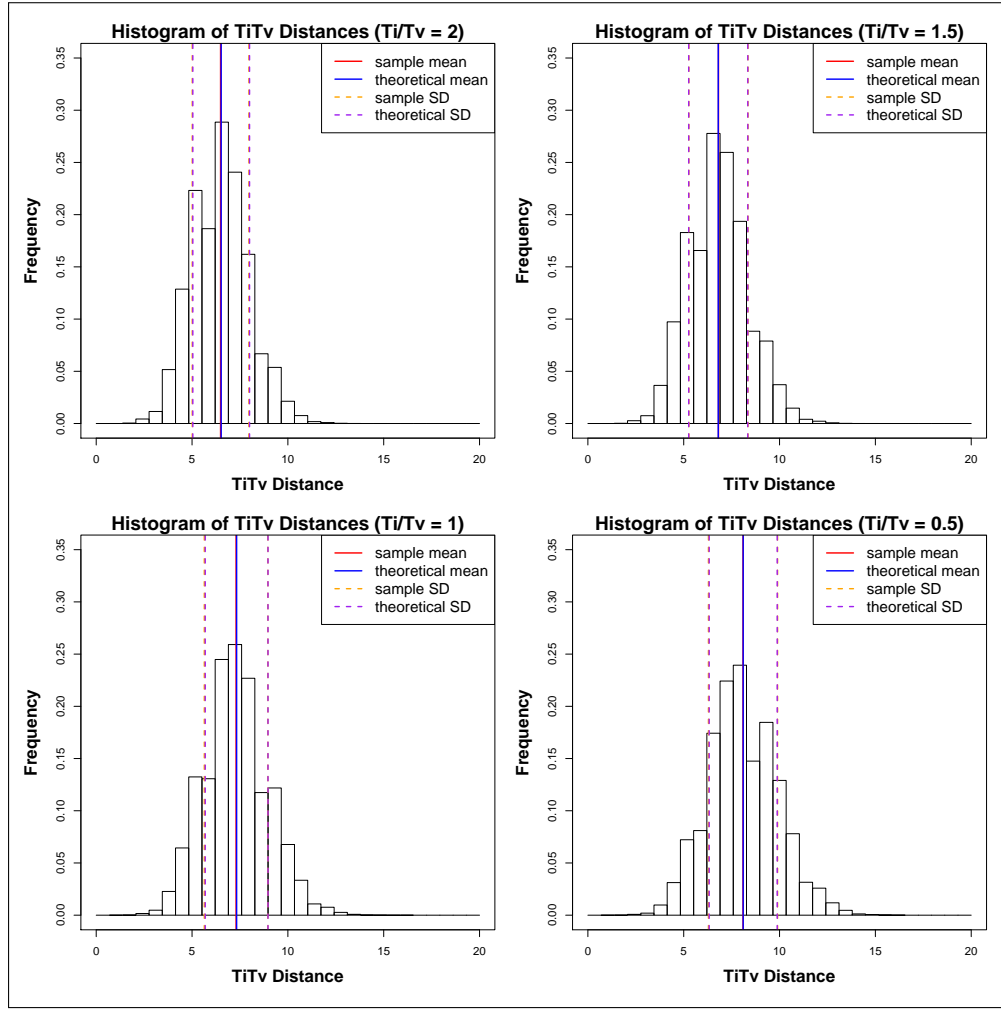 Histogram of TiTv Distances (Ti/Tv = 2)
sample mean
theoretical mean
sample SD
theoretical SD
Frequency
0.35
0.30
0.25
0.20
0.15
0.10
0.05
0.00
0 5 10 15 20
TiTv Distance
Histogram of TiTv Distances (Ti/Tv = 1.5)
sample mean
theoretical mean
sample SD
theoretical SD
Frequency
0.35
0.30
0.25
0.20
0.15
0.10
0.05
0.00
0 5 10 15 20
TiTv Distance
Histogram of TiTv Distances (Ti/Tv = 1)
sample mean
theoretical mean
sample SD
theoretical SD
Frequency
0.35
0.30
0.25
0.20
0.15
0.10
0.05
0.00
0 5 10 15 20
TiTv Distance
Histogram of TiTv Distances (Ti/Tv = 0.5)
sample mean
theoretical mean
sample SD
theoretical SD
Frequency
0.35
0.30
0.25
0.20
0.15
0.10
0.05
0.00
0 5 10 15 20
TiTv Distance